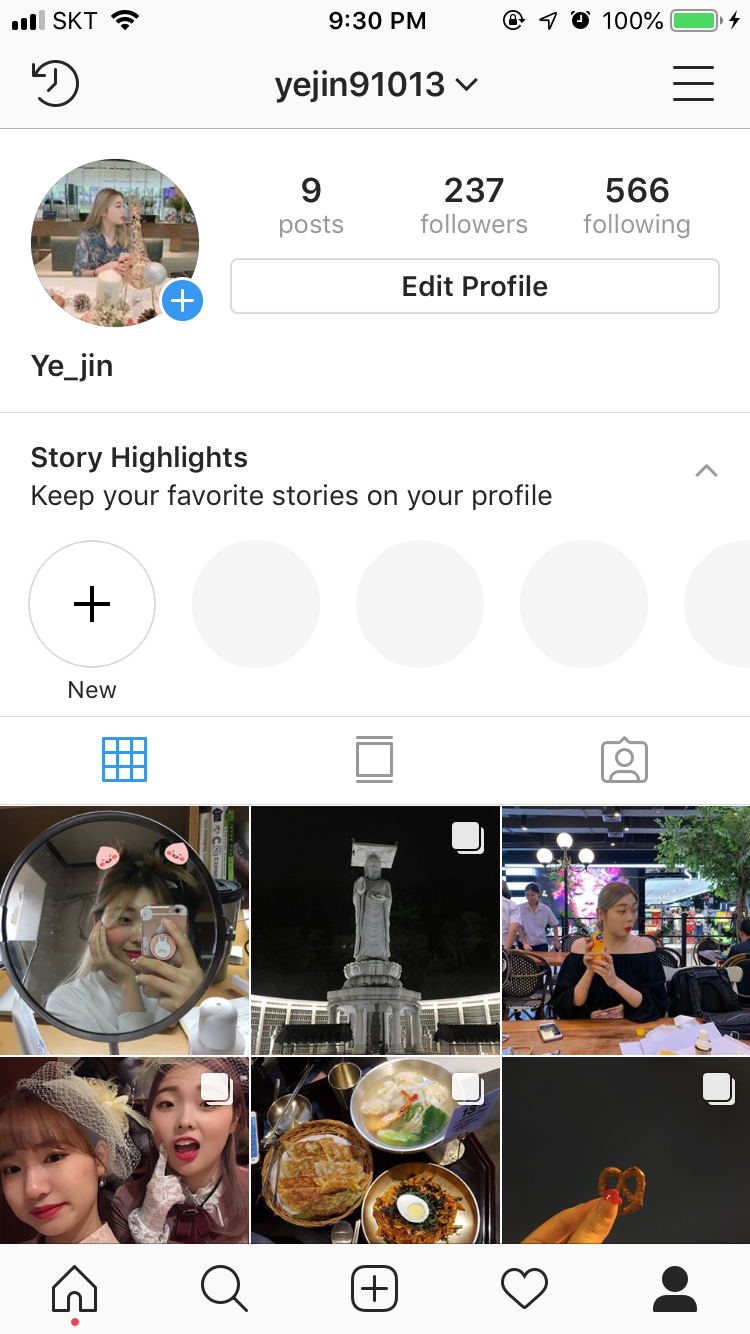 SKT 9:30 PM 100%
yejin91013
9 237 566
posts followers following
Edit Profile
Ye_jin
Story Highlights
Keep your favorite stories on your profile
New